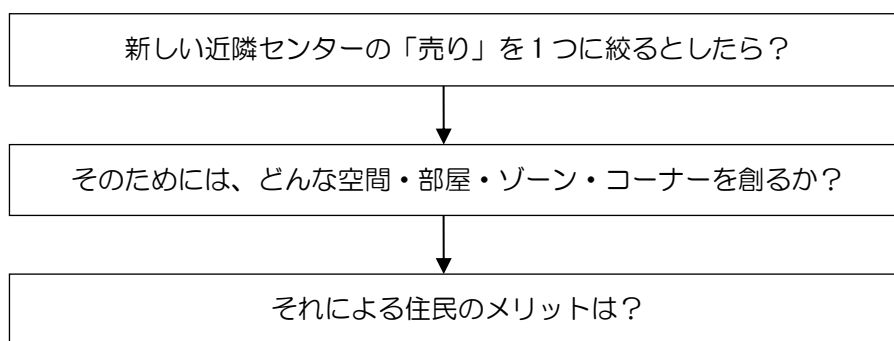 新しい近隣センターの「売り」を１つに絞るとしたら？
そのためには、どんな空間・部屋・ゾーン・コーナーを創るか？
それによる住民のメリットは？